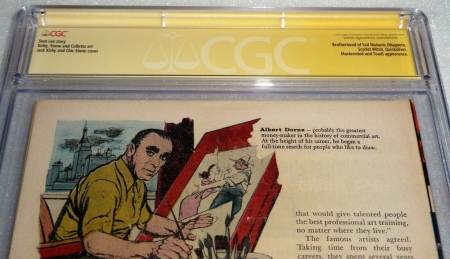 CGC
Stan Lee story
Kirby, Stone and Colletta art
Jack Kirby and Chic Stone cover
CGC
Brotherhood of Evil Mutants (Magneto,
Scarlet Witch, Quicksilver,
Mastermind and Toad) appearance.
Albert Dorne — probably the greatest
money-maker in the history of commercial art.
At the height of his career, he began a
full-time search for people who like to draw.
that would give talented people
the best professional art training,
no matter where they live."
The famous artists agreed.
Taking time from their busy
careers, they spent several years